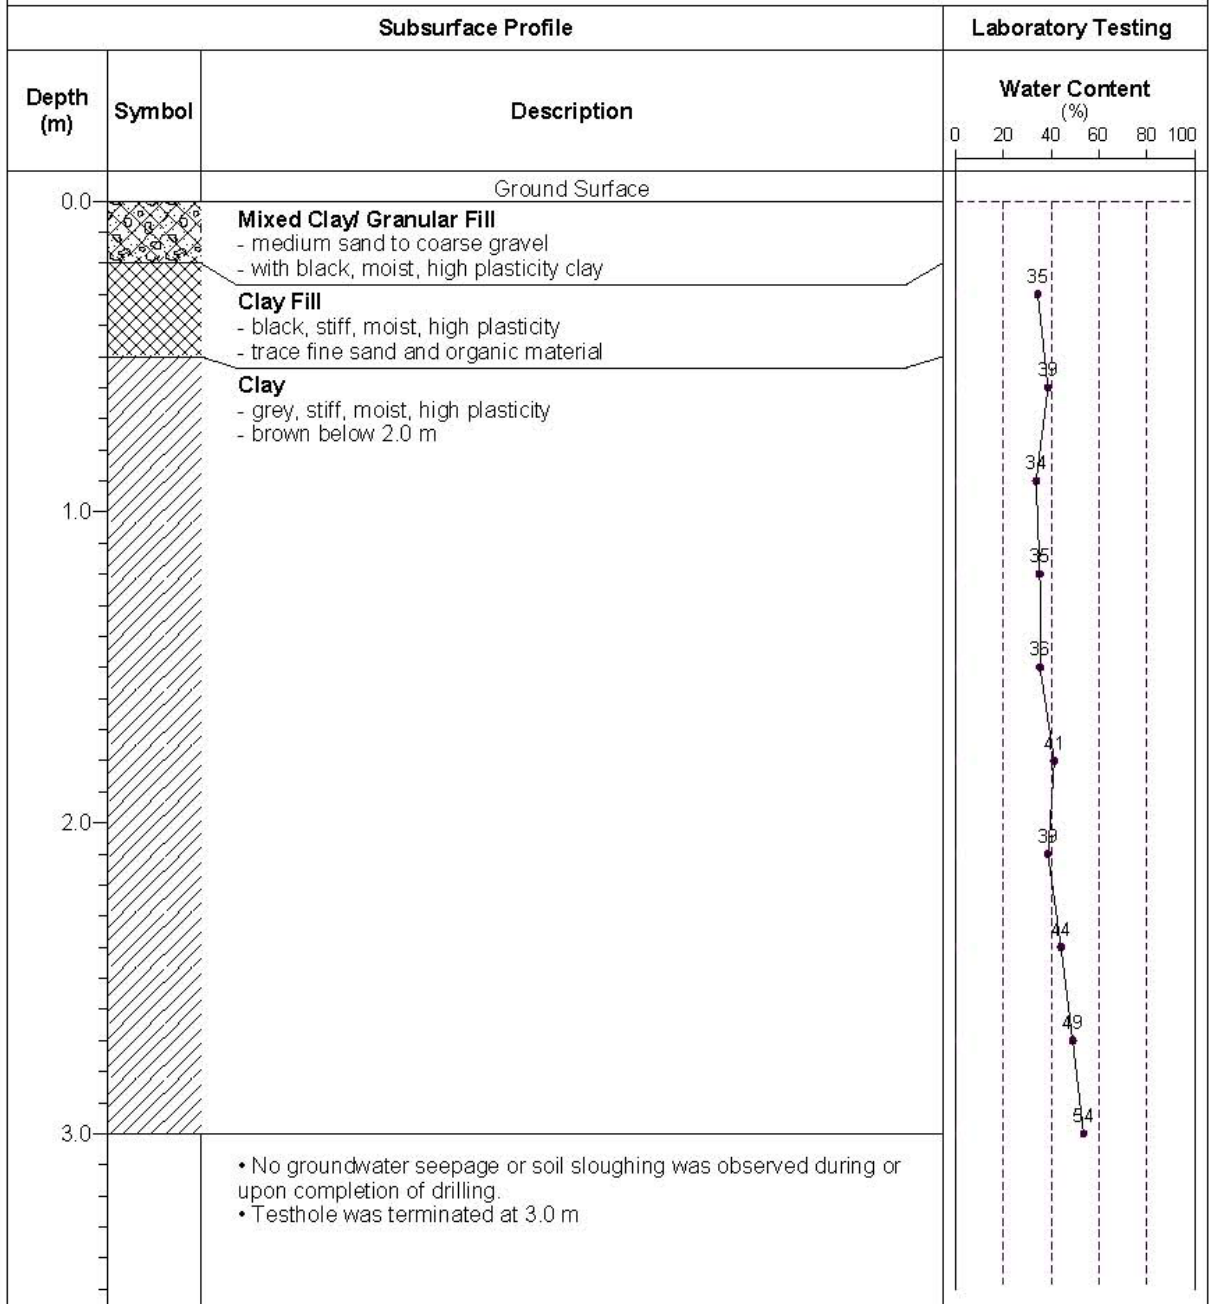 Subsurface Profile
Laboratory Testing
Depth
(m)
Symbol
Description
Water Content
(%)
0 20 40 60 80 100
Ground Surface
0.0
Mixed Clay/ Granular Fill
- medium sand to coarse gravel
- with black, moist, high plasticity clay
35
Clay Fill
- black, stiff, moist, high plasticity
- trace fine sand and organic material
39
Clay
- grey, stiff, moist, high plasticity
- brown below 2.0 m
34
1.0
35
36
41
2.0
39
44
49
54
3.0
• No groundwater seepage or soil sloughing was observed during or
upon completion of drilling.
• Testhole was terminated at 3.0 m